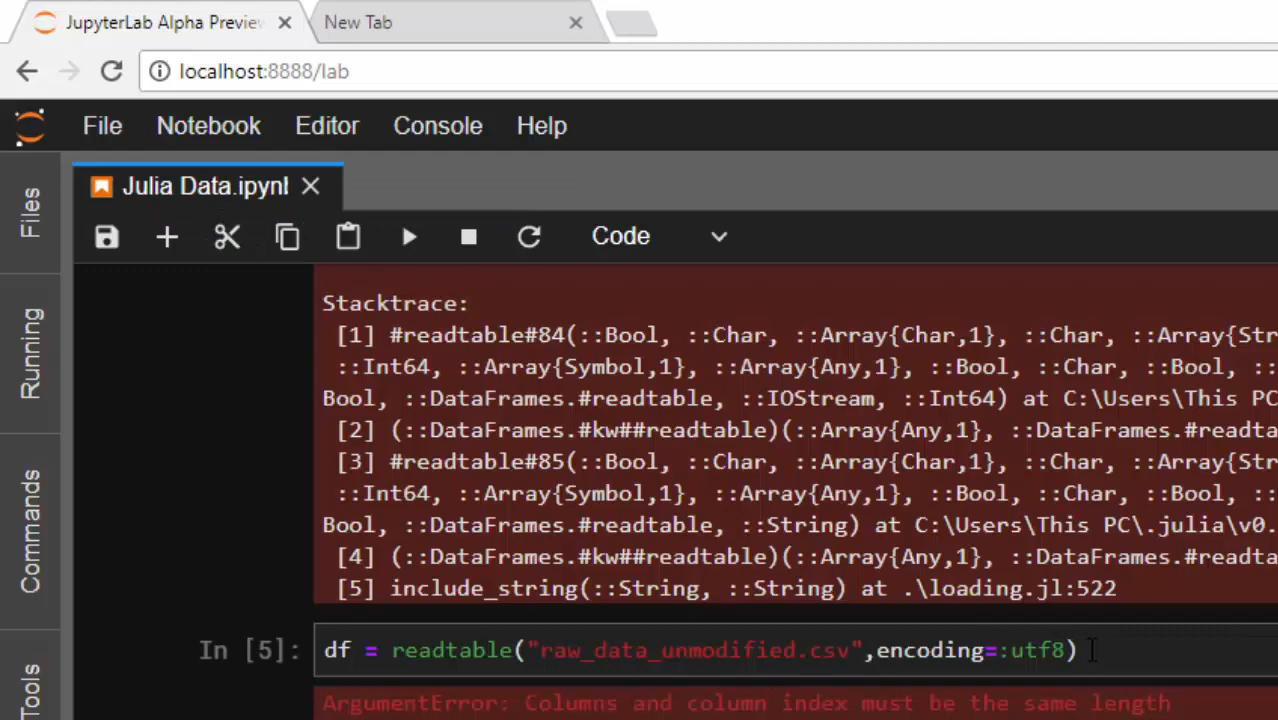 JupyterLab Alpha Preview
New Tab
localhost:8888/lab
File Notebook Editor Console Help
Julia Data.ipynb
Code
Files
Running
Commands
Tools
Stacktrace:
[1] #readtable#84(::Bool, ::Char, ::Array{Char,1}, ::Char, ::Array{Str
::Int64, ::Array{Symbol,1}, ::Array{Any,1}, ::Bool, ::Char, ::Bool,
Bool, ::DataFrames.#readtable, ::IOStream, ::Int64) at C:\Users\This PC
[2] (::DataFrames.#kw##readtable)(::Array{Any,1}, ::DataFrames.#readta
[3] #readtable#85(::Bool, ::Char, ::Array{Char,1}, ::Char, ::Array{Str
::Int64, ::Array{Symbol,1}, ::Array{Any,1}, ::Bool, ::Char, ::Bool,
Bool, ::DataFrames.#readtable, ::String) at C:\Users\This PC\.julia\v0.
[4] (::DataFrames.#kw##readtable)(::Array{Any,1}, ::DataFrames.#readta
[5] include_string(::String, ::String) at .\loading.jl:522
In [5]: df = readtable("raw_data_unmodified.csv",encoding=:utf8)
ArgumentError: Columns and column index must be the same length